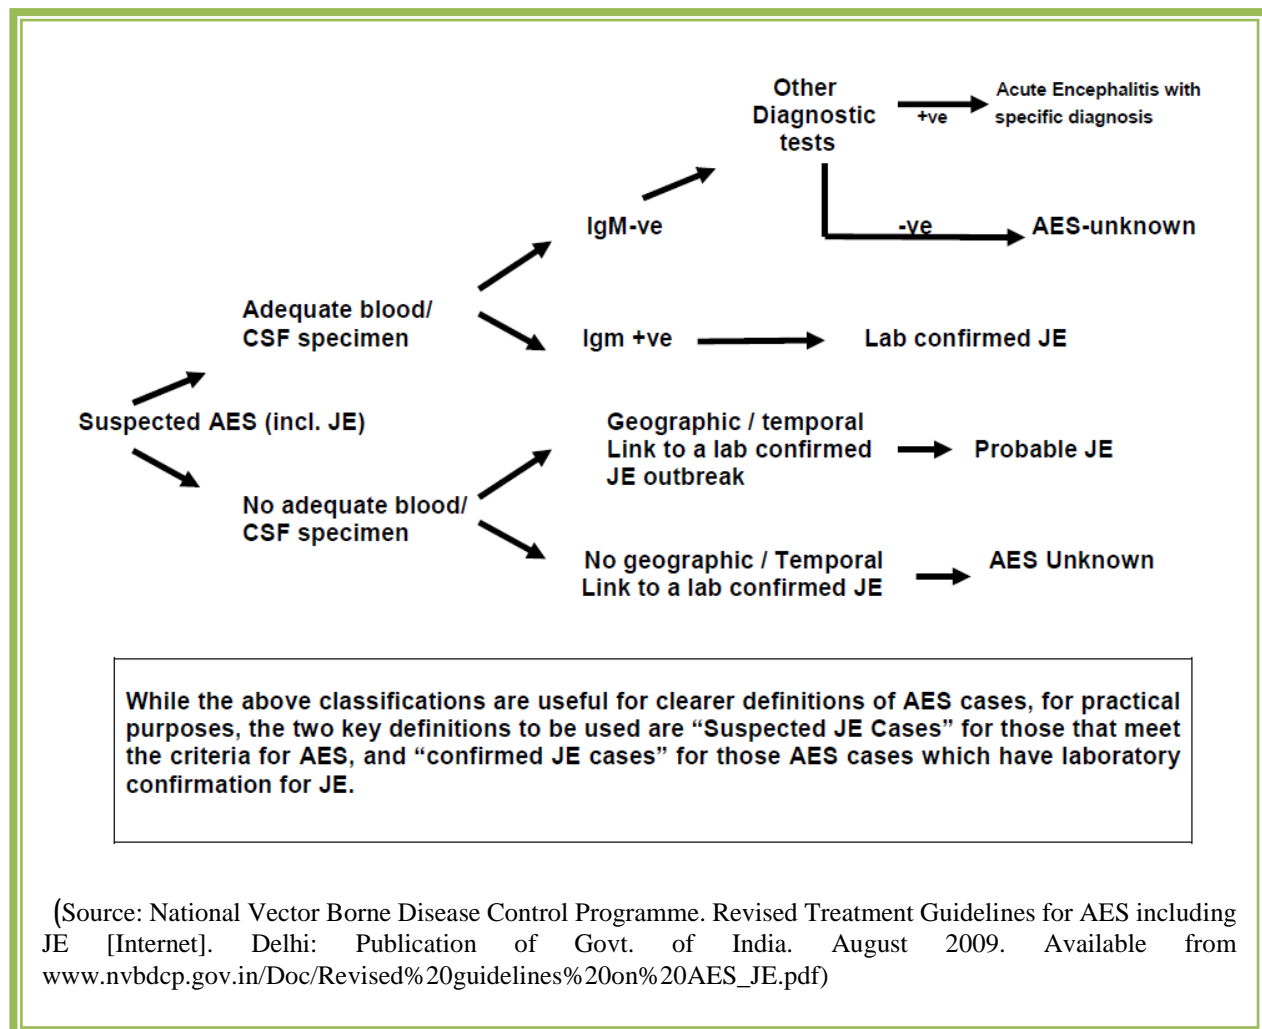 Other
Diagnostic
tests
+ve
Acute Encephalitis with
specific diagnosis
IgM-ve
-ve
AES-unknown
Adequate blood/
CSF specimen
Igm +ve
Lab confirmed JE
Suspected AES (incl. JE)
Geographic / temporal
Link to a lab confirmed
JE outbreak
Probable JE
No adequate blood/
CSF specimen
No geographic / Temporal
Link to a lab confirmed JE
AES Unknown
While the above classifications are useful for clearer definitions of AES cases, for practical
purposes, the two key definitions to be used are “Suspected JE Cases” for those that meet
the criteria for AES, and “confirmed JE cases” for those AES cases which have laboratory
confirmation for JE.
(Source: National Vector Borne Disease Control Programme. Revised Treatment Guidelines for AES including
JE [Internet]. Delhi: Publication of Govt. of India. August 2009. Available from
www.nvbdcp.gov.in/Doc/Revised%20guidelines%20on%20AES_JE.pdf)